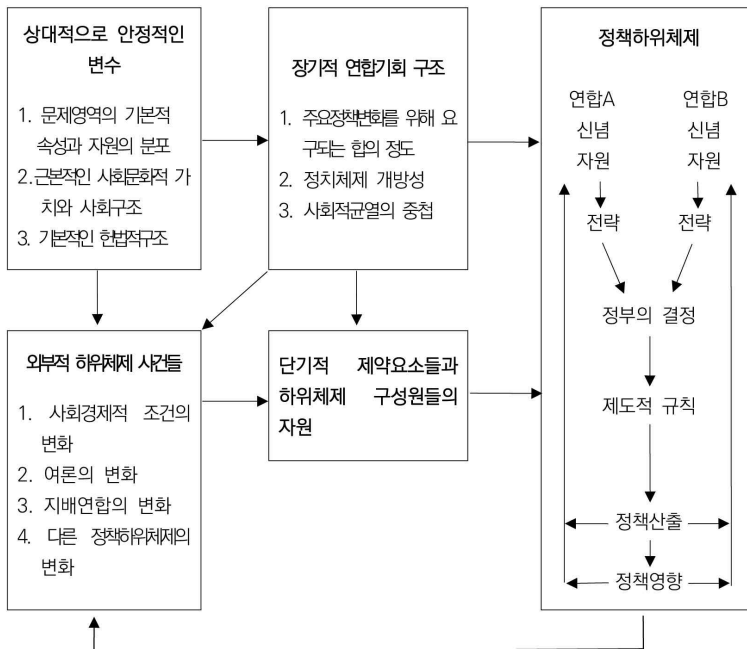 상대적으로 안정적인
변수
1. 문제영역의 기본적
속성과 자원의 분포
2.근본적인 사회문화적 가
치와 사회구조
3. 기본적인 헌법적구조
장기적 연합기회 구조
1. 주요정책변화를 위해 요
구되는 합의 정도
2. 정치체제 개방성
3. 사회적균열의 중첩
정책하위체제
연합A 연합B
신념 신념
자원 자원
전략 전략
정부의 결정
제도적 규칙
정책산출
정책영향
외부적 하위체제 사건들
1. 사회경제적 조건의
변화
2. 여론의 변화
3. 지배연합의 변화
4. 다른 정책하위체제의
변화
단기적 제약요소들과
하위체제 구성원들의
자원